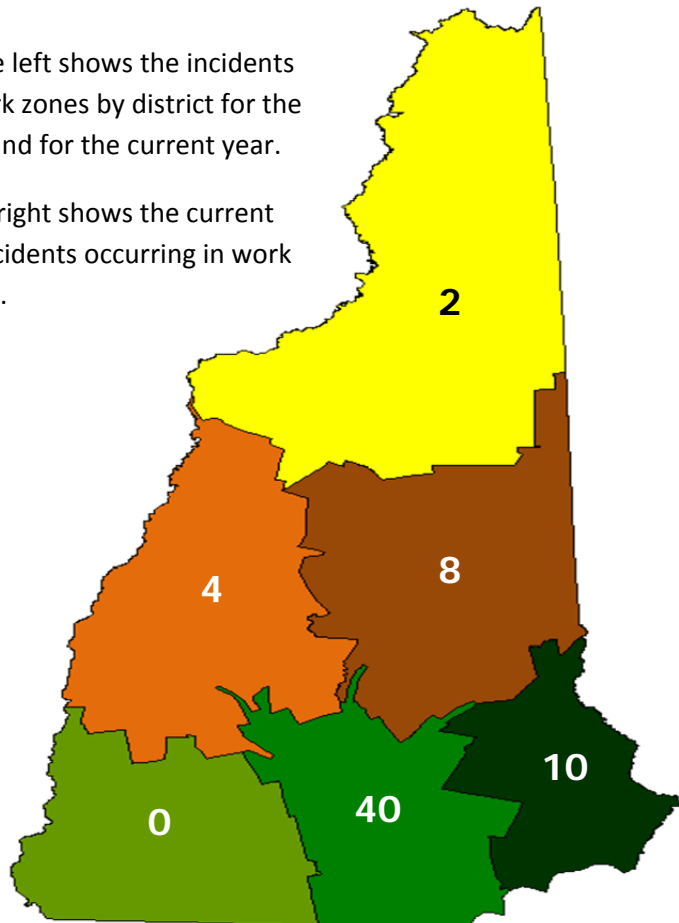 e left shows the incidents
rk zones by district for the
nd for the current year.
right shows the current
cidents occurring in work
.
2
4
8
10
40
0